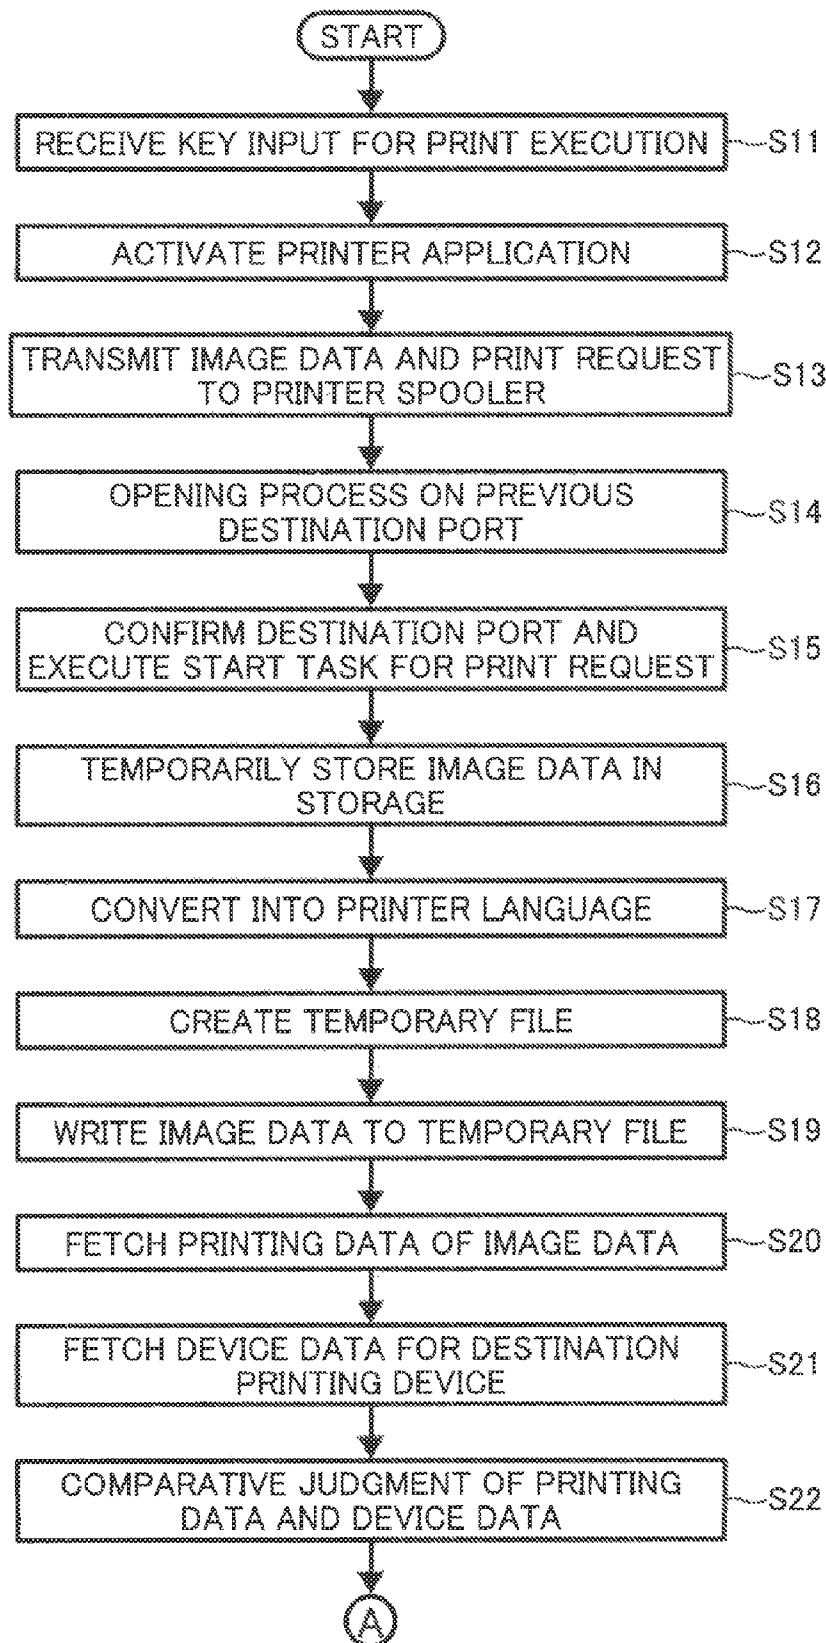 START
RECEIVE KEY INPUT FOR PRINT EXECUTION
S11
ACTIVATE PRINTER APPLICATION
S12
TRANSMIT IMAGE DATA AND PRINT REQUEST
TO PRINTER SPOOLER
S13
OPENING PROCESS ON PREVIOUS
DESTINATION PORT
S14
CONFIRM DESTINATION PORT AND
EXECUTE START TASK FOR PRINT REQUEST
S15
TEMPORARILY STORE IMAGE DATA IN
STORAGE
S16
CONVERT INTO PRINTER LANGUAGE
S17
CREATE TEMPORARY FILE
S18
WRITE IMAGE DATA TO TEMPORARY FILE
S19
FETCH PRINTING DATA OF IMAGE DATA
S20
FETCH DEVICE DATA FOR DESTINATION
PRINTING DEVICE
S21
COMPARATIVE JUDGMENT OF PRINTING
DATA AND DEVICE DATA
S22
A